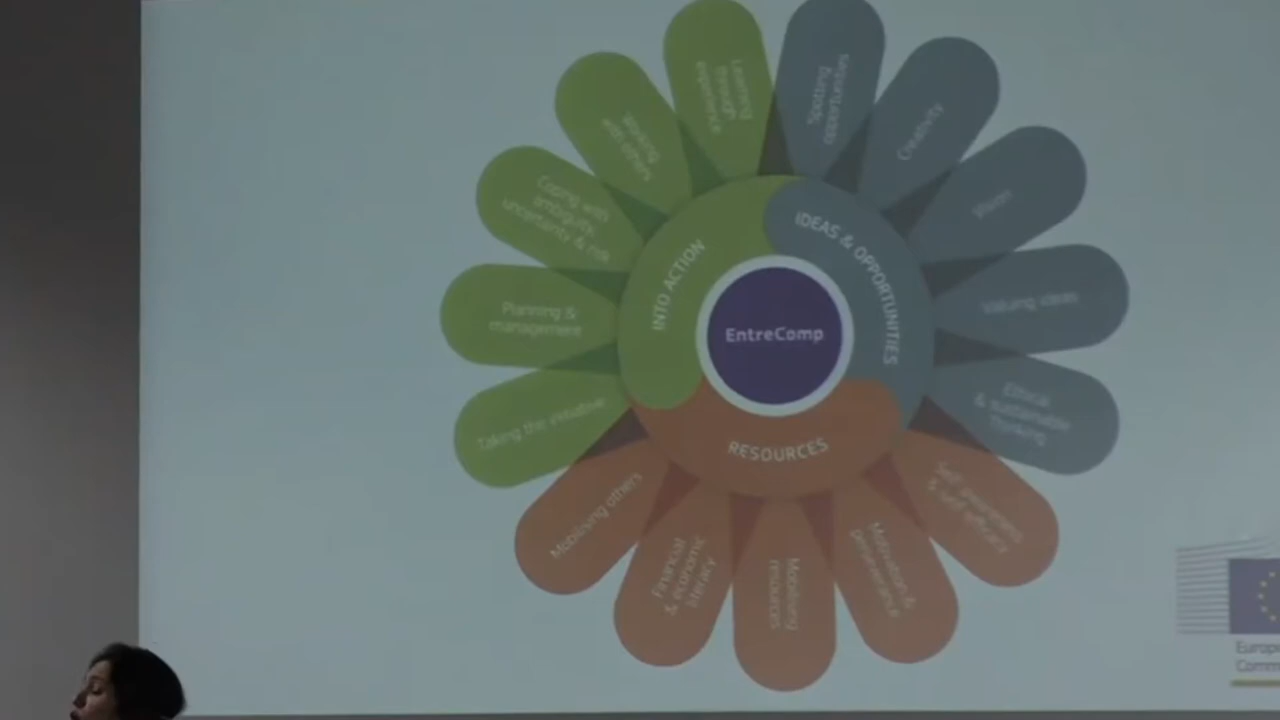 EntreComp
IDEAS & OPPORTUNITIES
Spotting
opportunities
Creativity
Vision
Valuing ideas
Ethical
& sustainable
thinking
RESOURCES
Self-awareness
& self-efficacy
Motivation &
perseverance
Mobilising
resources
Financial
& economic
literacy
Mobilising others
INTO ACTION
Taking the initiative
Planning &
management
Coping with
ambiguity,
uncertainty & risk
Working
with others
Learning
through
experience
Europe
Comm